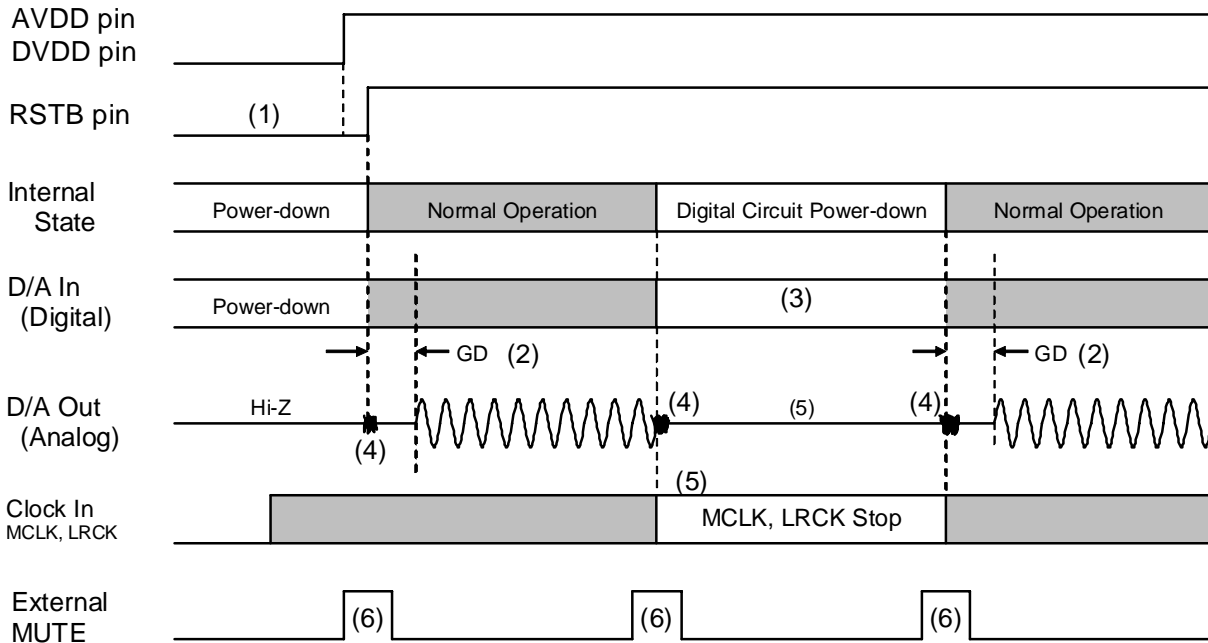 AVDD pin
DVDD pin
RSTB pin
(1)
Internal
State
Power-down
Normal Operation
Digital Circuit Power-down
Normal Operation
D/A In
(Digital)
Power-down
(3)
GD (2)
GD (2)
D/A Out
(Analog)
Hi-Z
(4)
(4)
(5)
(4)
Clock In
MCLK, LRCK
(5)
MCLK, LRCK Stop
External
MUTE
(6)
(6)
(6)